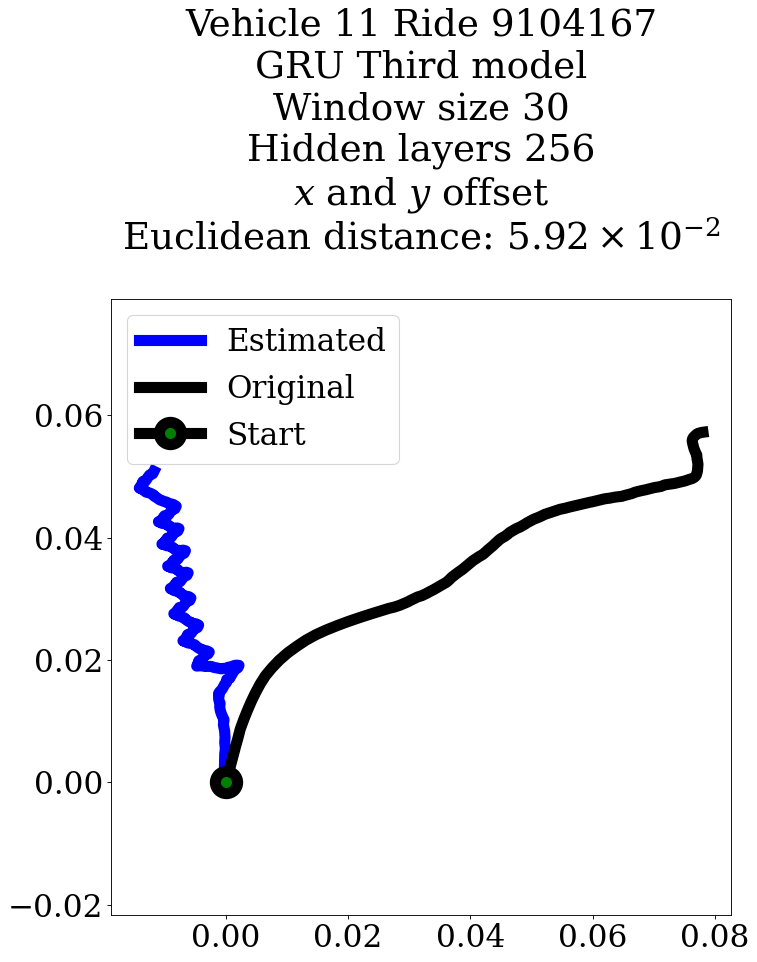 Vehicle 11 Ride 9104167
GRU Third model
Window size 30
Hidden layers 256
x and y offset
Euclidean distance: 5.92 × 10⁻²
Estimated
Original
Start
0.06
0.04
0.02
0.00
−0.02
0.00 0.02 0.04 0.06 0.08